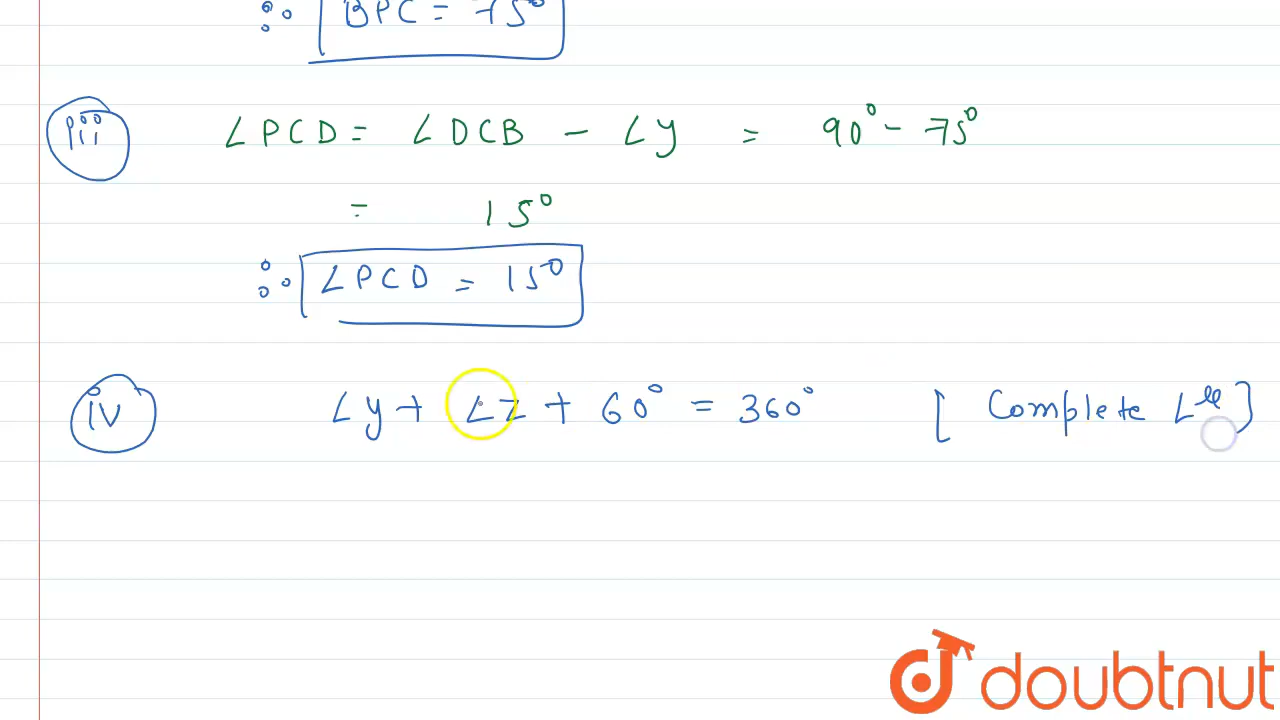 ∴ BPC = 75°
iii ∠PCD = ∠DCB - ∠y = 90° - 75°
= 15°
∴ ∠PCD = 15°
iv ∠y + ∠z + 60° = 360° [ Complete ∠le ]
doubtnut